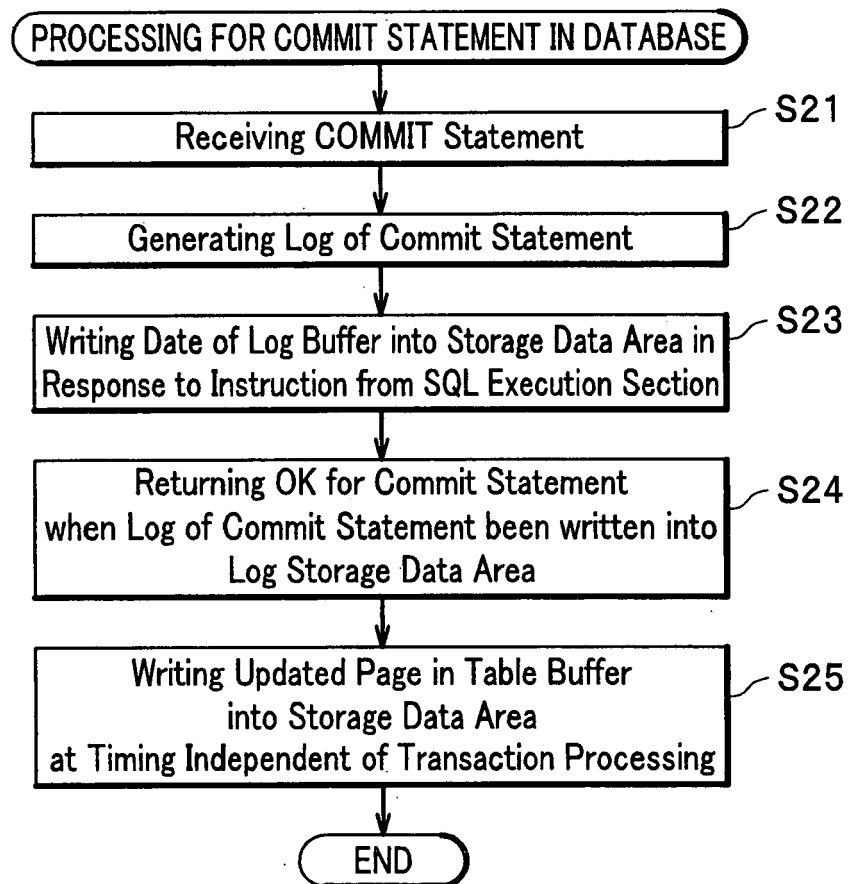 PROCESSING FOR COMMIT STATEMENT IN DATABASE
S21
Receiving COMMIT Statement
S22
Generating Log of Commit Statement
S23
Writing Date of Log Buffer into Storage Data Area in
Response to Instruction from SQL Execution Section
S24
Returning OK for Commit Statement
when Log of Commit Statement been written into
Log Storage Data Area
S25
Writing Updated Page in Table Buffer
into Storage Data Area
at Timing Independent of Transaction Processing
END